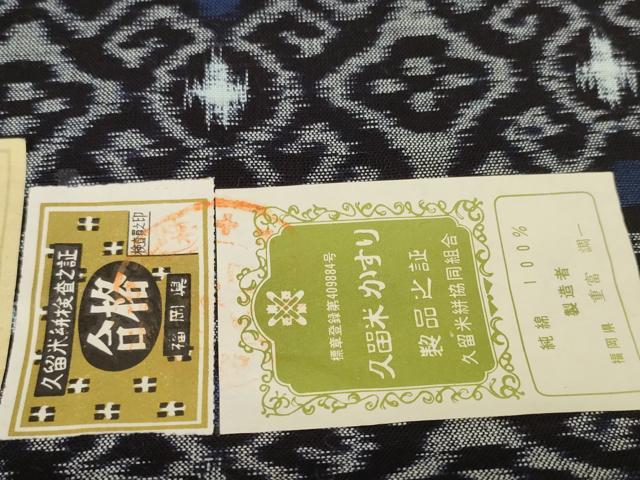 久留米絣検査之証
合格
福岡県
検査員之印
標章登録第409884号
久留米かすり
製品之証
久留米絣協同組合
純綿 100%
製造者
福岡県 重富 調一